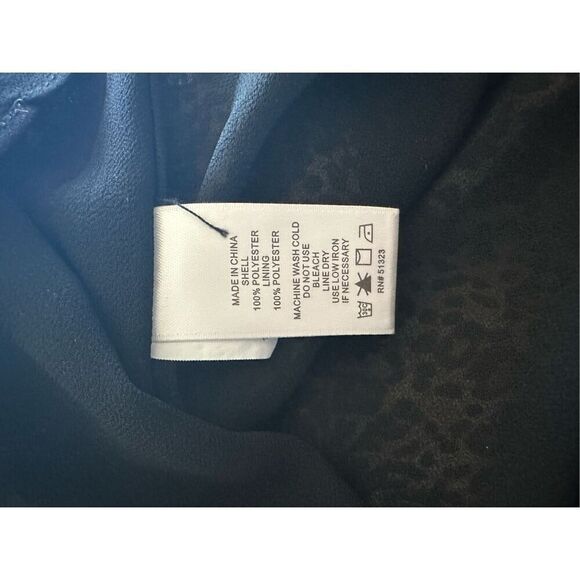 MADE IN CHINA
SHELL
100% POLYESTER
LINING
100% POLYESTER
MACHINE WASH COLD
DO NOT USE
BLEACH
LINE DRY
USE LOW IRON
IF NECESSARY
RN# 51323